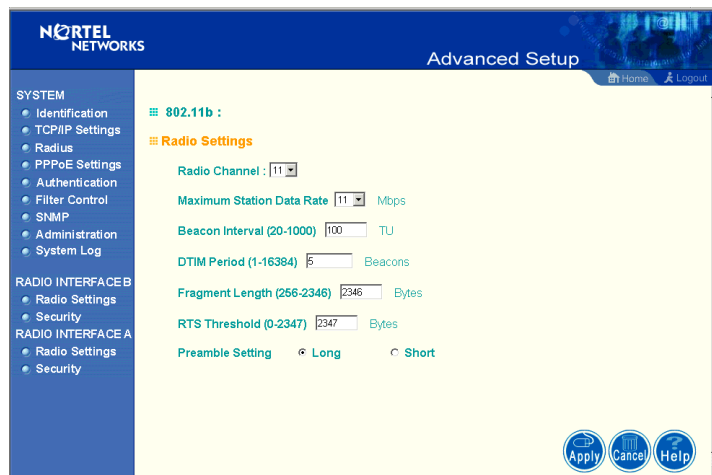 NORTEL
NETWORKS
Advanced Setup
Home Logout
SYSTEM
Identification
TCP/IP Settings
Radius
PPPoE Settings
Authentication
Filter Control
SNMP
Administration
System Log
RADIO INTERFACE B
Radio Settings
Security
RADIO INTERFACE A
Radio Settings
Security
802.11b :
Radio Settings
Radio Channel : 11
Maximum Station Data Rate 11 Mbps
Beacon Interval (20-1000) 100 TU
DTIM Period (1-16384) 5 Beacons
Fragment Length (256-2346) 2346 Bytes
RTS Threshold (0-2347) 2347 Bytes
Preamble Setting Long Short
Apply Cancel Help